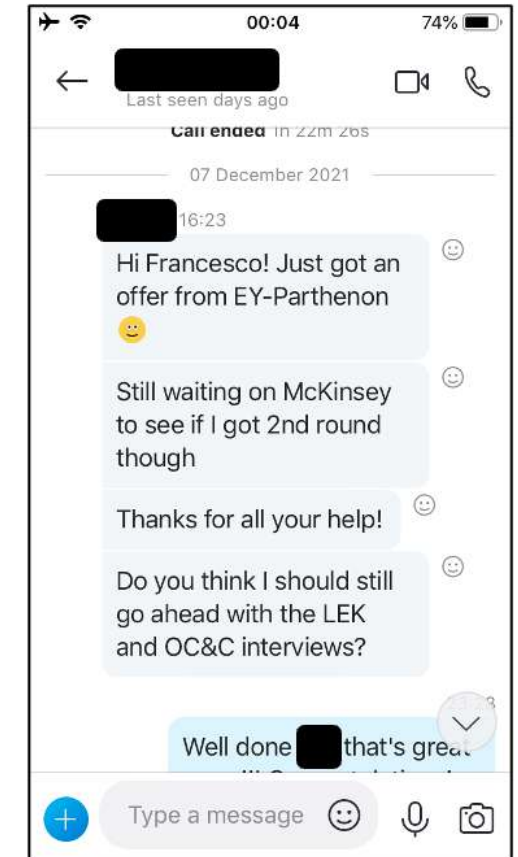 00:04
74%
Last seen days ago
Call ended 1h 22m 26s
07 December 2021
16:23
Hi Francesco! Just got an
offer from EY-Parthenon
Still waiting on McKinsey
to see if I got 2nd round
though
Thanks for all your help!
Do you think I should still
go ahead with the LEK
and OC&C interviews?
23:28
Well done that's great
Type a message